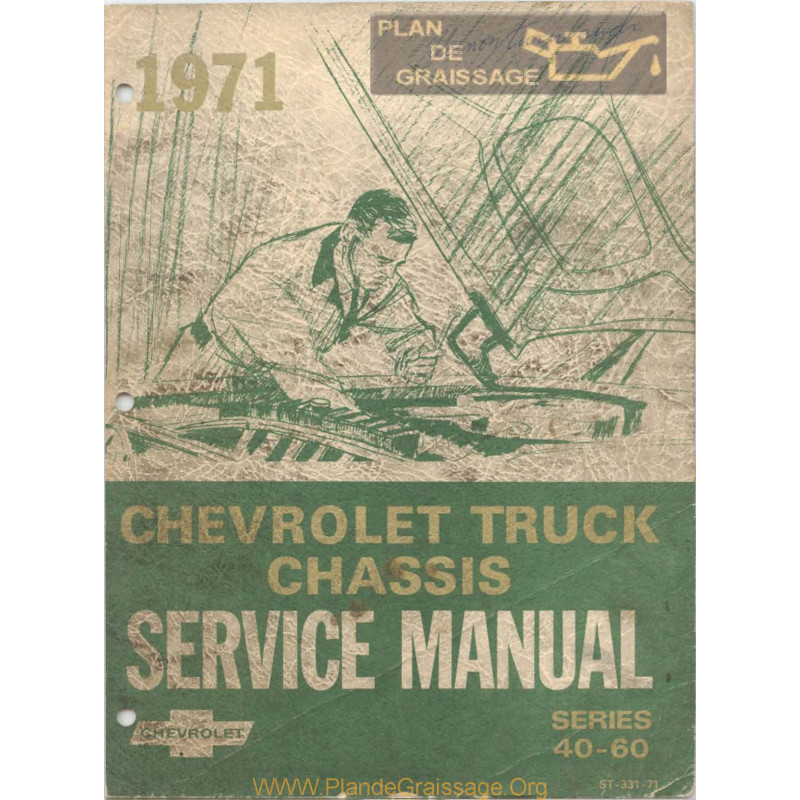 1971
PLAN
DE
GRAISSAGE
CHEVROLET TRUCK
CHASSIS
SERVICE MANUAL
CHEVROLET
SERIES
40-60
ST-331-71
WWW.PlandeGraissage.Org